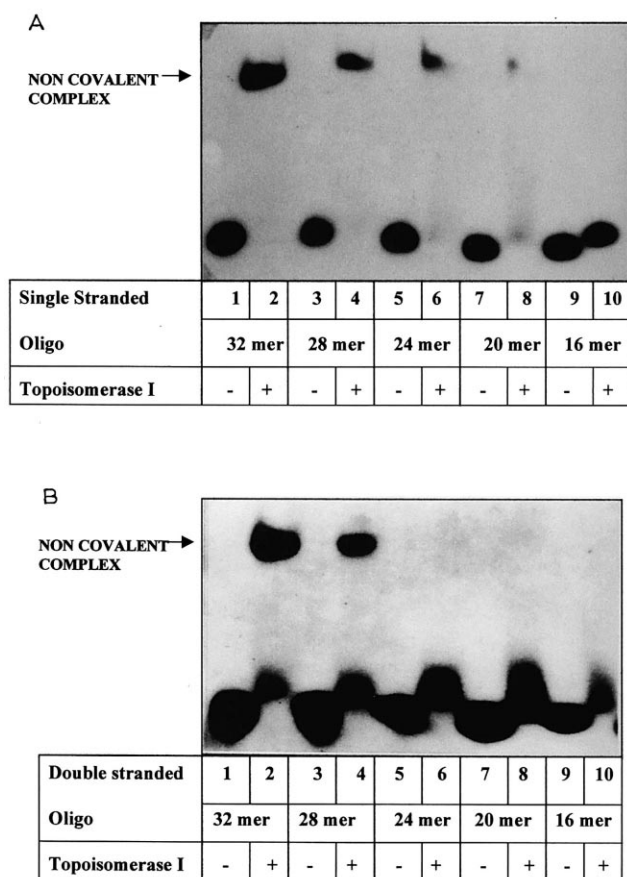 A
NON COVALENT
COMPLEX
Single Stranded 1 2 3 4 5 6 7 8 9 10
Oligo 32 mer 28 mer 24 mer 20 mer 16 mer
Topoisomerase I - + - + - + - + - +
B
NON COVALENT
COMPLEX
Double stranded 1 2 3 4 5 6 7 8 9 10
Oligo 32 mer 28 mer 24 mer 20 mer 16 mer
Topoisomerase I - + - + - + - + - +